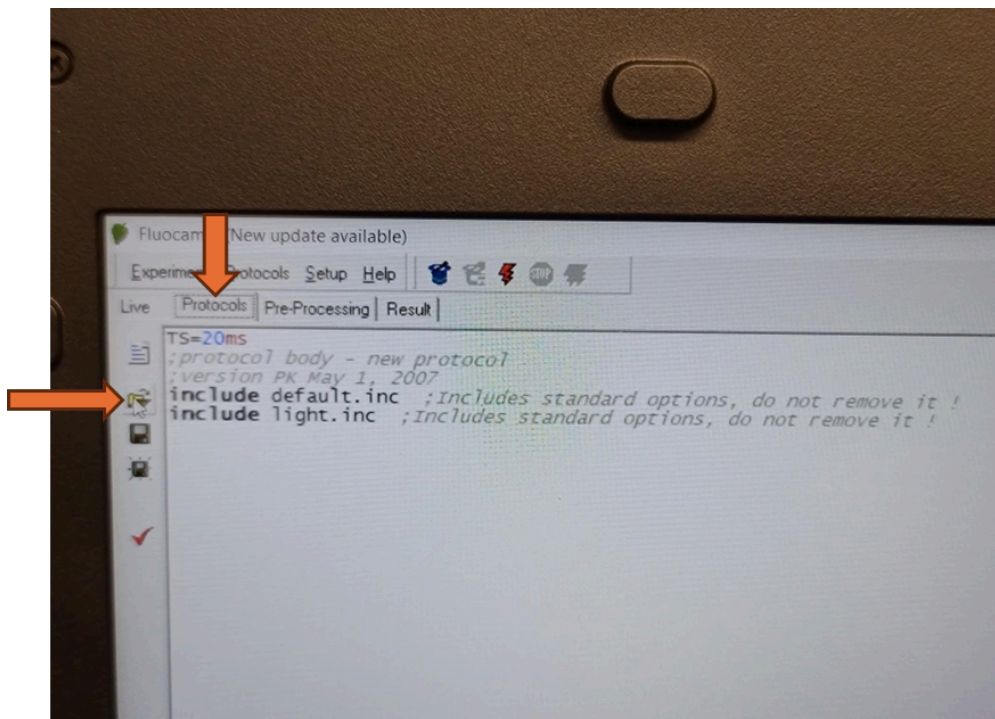 Fluocam (New update available)
Protocols Setup Help
STOP
Live Protocols Pre-Processing Result
TS=20ms
;protocol body - new protocol
;version PK May 1, 2007
include default.inc ;Includes standard options, do not remove it !
include light.inc ;Includes standard options, do not remove it !